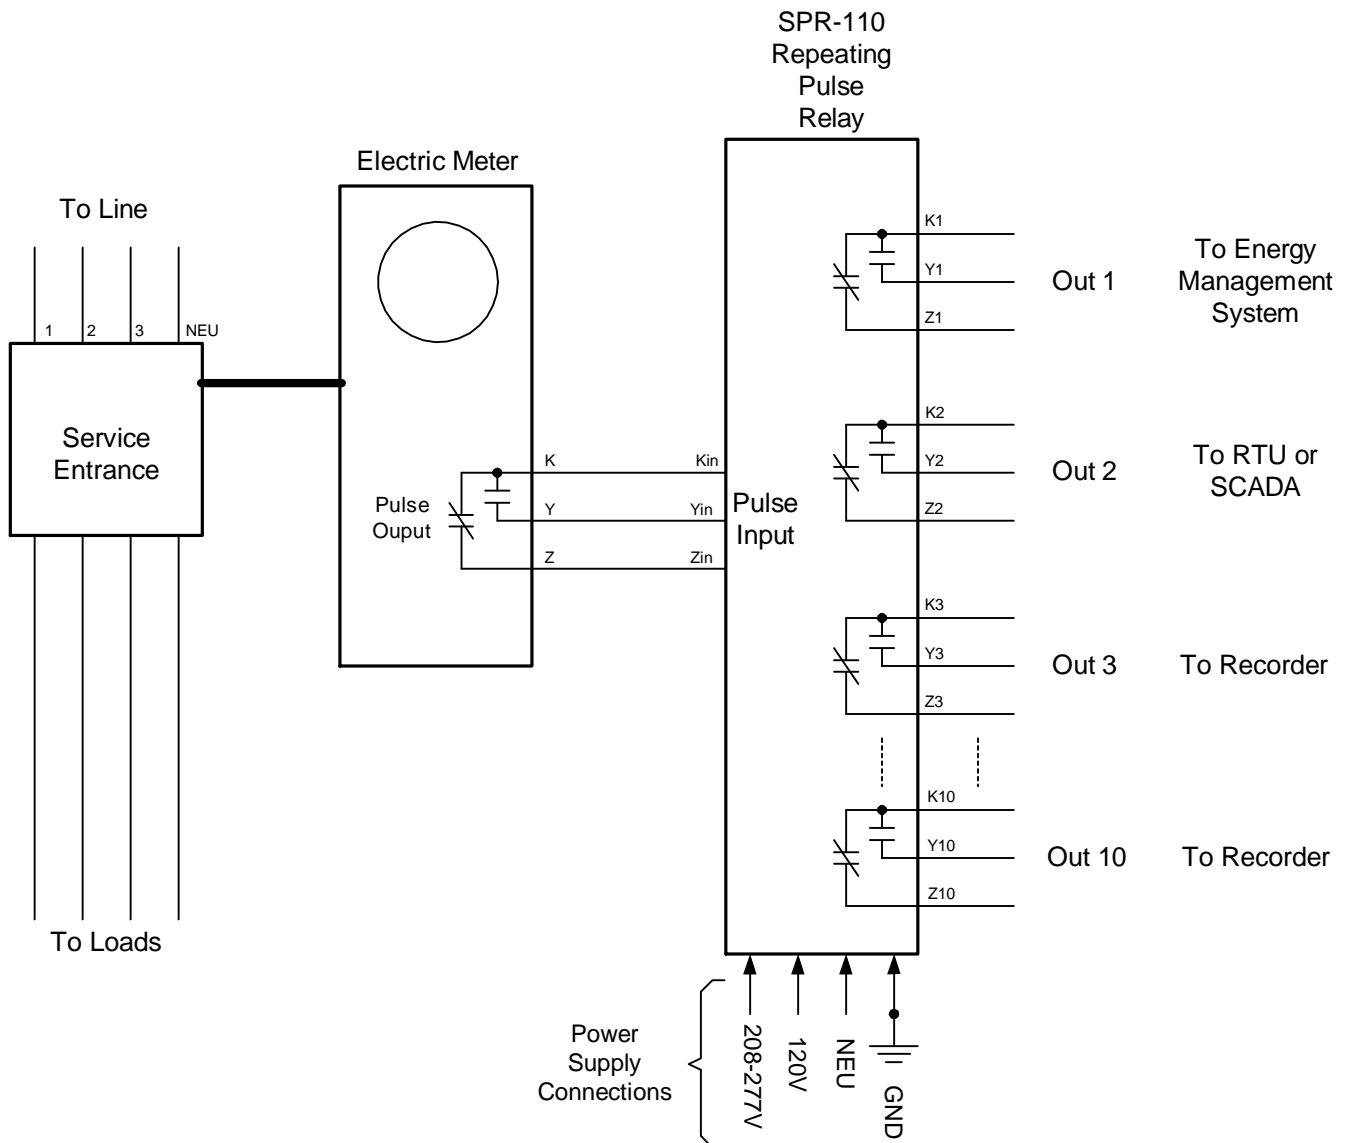 SPR-110
Repeating
Pulse
Relay
Electric Meter
To Line
1 2 3 NEU
Service
Entrance
To Loads
Pulse
Ouput
K
Y
Z
Kin
Yin
Zin
Pulse
Input
K1
Y1
Z1
Out 1
To Energy
Management
System
K2
Y2
Z2
Out 2
To RTU or
SCADA
K3
Y3
Z3
Out 3
To Recorder
K10
Y10
Z10
Out 10
To Recorder
Power
Supply
Connections
208-277V
120V
NEU
GND